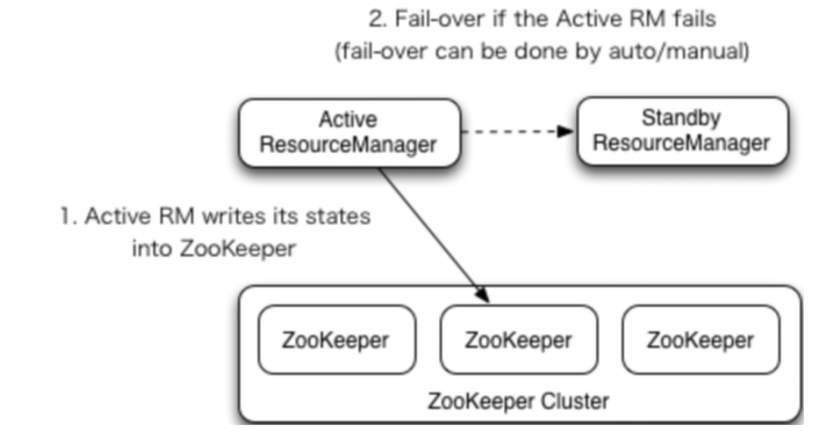 2. Fail-over if the Active RM fails
(fail-over can be done by auto/manual)
Active
ResourceManager
Standby
ResourceManager
1. Active RM writes its states
into ZooKeeper
ZooKeeper
ZooKeeper
ZooKeeper
ZooKeeper Cluster